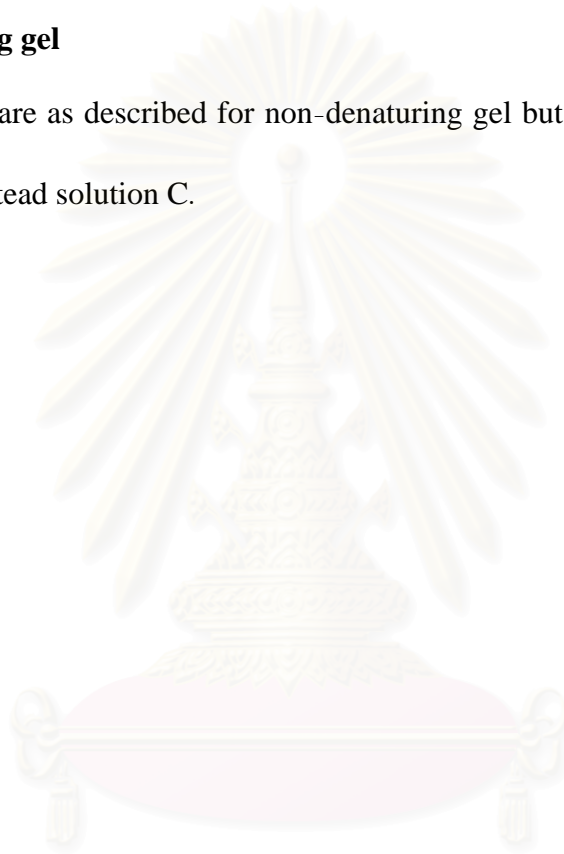 g gel
are as described for non-denaturing gel but
tead solution C.